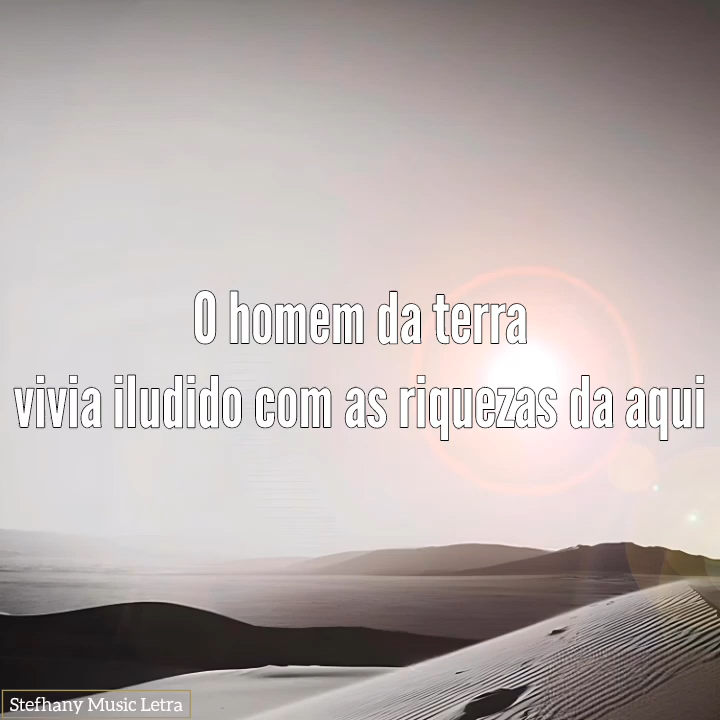 O homem da terra
vivia iludido com as riquezas da aqui
Stefhany Music Letra